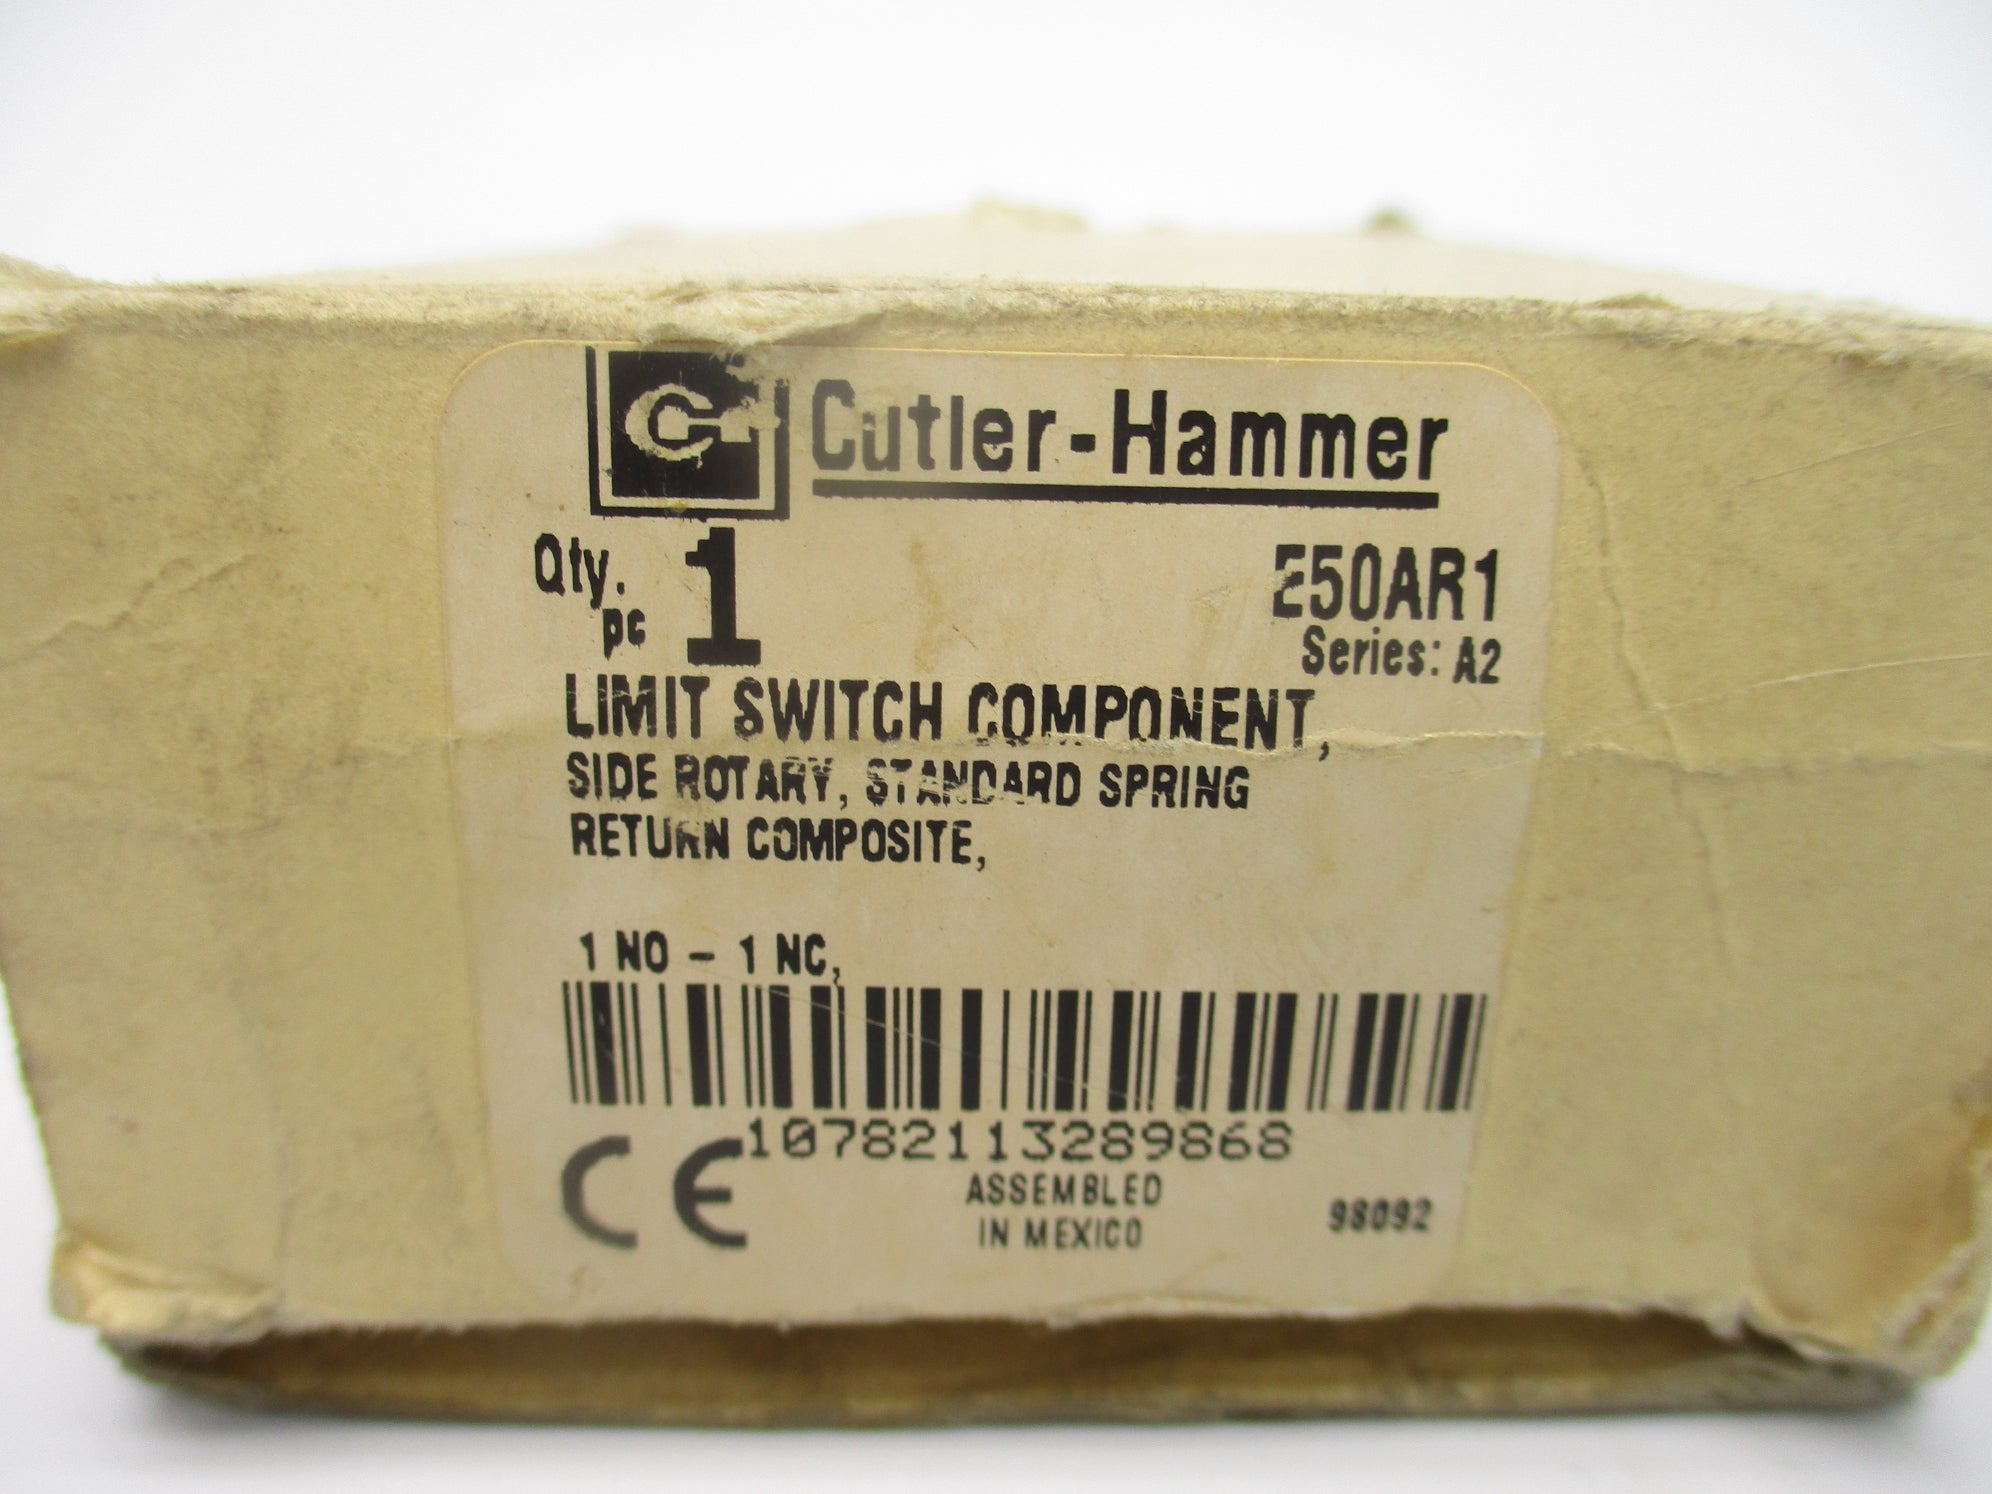 Cutler-Hammer
Qty. pc 1
E50AR1
Series: A2
LIMIT SWITCH COMPONENT,
SIDE ROTARY, STANDARD SPRING
RETURN COMPOSITE,
1 NO - 1 NC,
10782113289868
CE
ASSEMBLED
IN MEXICO
98092